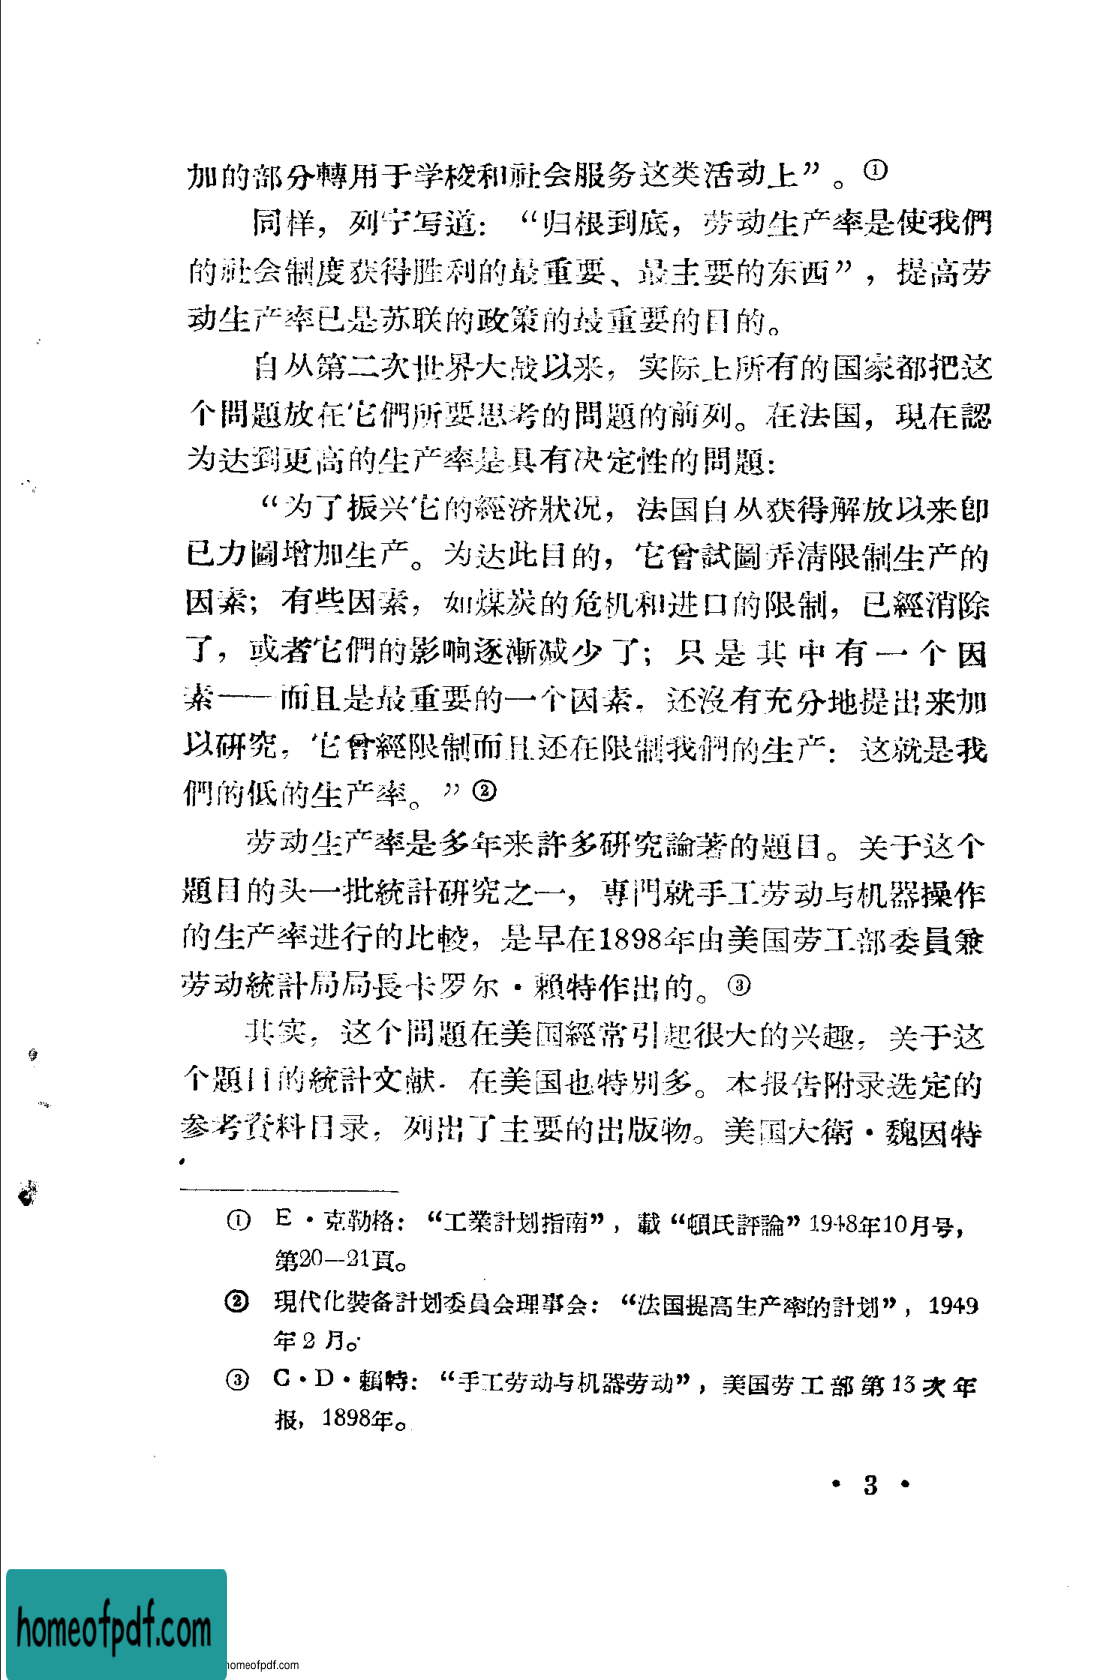 加的部分轉用于学校和社会服务这类活动上”。①
同样，列宁写道：“归根到底，劳动生产率是使我們
的社会制度获得胜利的最重要、最主要的东西”，提高劳
动生产率已是苏联的政策的最重要的目的。
自从第二次世界大战以来，实际上所有的国家都把这
个問題放在它們所要思考的問題的前列。在法国，現在認
为达到更高的生产率是具有决定性的問題：
“为了振兴它的經济狀况，法国自从获得解放以来卽
已力圖增加生产。为达此目的，它曾試圖弄清限制生产的
因素；有些因素，如煤炭的危机和进口的限制，已經消除
了，或者它們的影响逐漸减少了；只是其中有一个因
素——而且是最重要的一个因素，还沒有充分地提出来加
以研究，它曾經限制而且还在限制我們的生产：这就是我
們的低的生产率。”②
劳动生产率是多年来許多研究論著的題目。关于这个
題目的头一批統計研究之一，專門就手工劳动与机器操作
的生产率进行的比較，是早在1898年由美国劳工部委員兼
劳动統計局局長卡罗尔·賴特作出的。③
其实，这个問題在美国經常引起很大的兴趣，关于这
个題目的統計文献，在美国也特别多。本报告附录选定的
参考資料目录，列出了主要的出版物。美国大衛·魏因特
① E·克勒格：“工業計划指南”，載“頓氏評論”1948年10月号，
第20—21頁。
② 現代化裝备計划委員会理事会：“法国提高生产率的計划”，1949
年2月。
③ C·D·賴特：“手工劳动与机器劳动”，美国劳工部第13次年
报，1898年。
· 3 ·
homeofpdf.com
homeofpdf.com